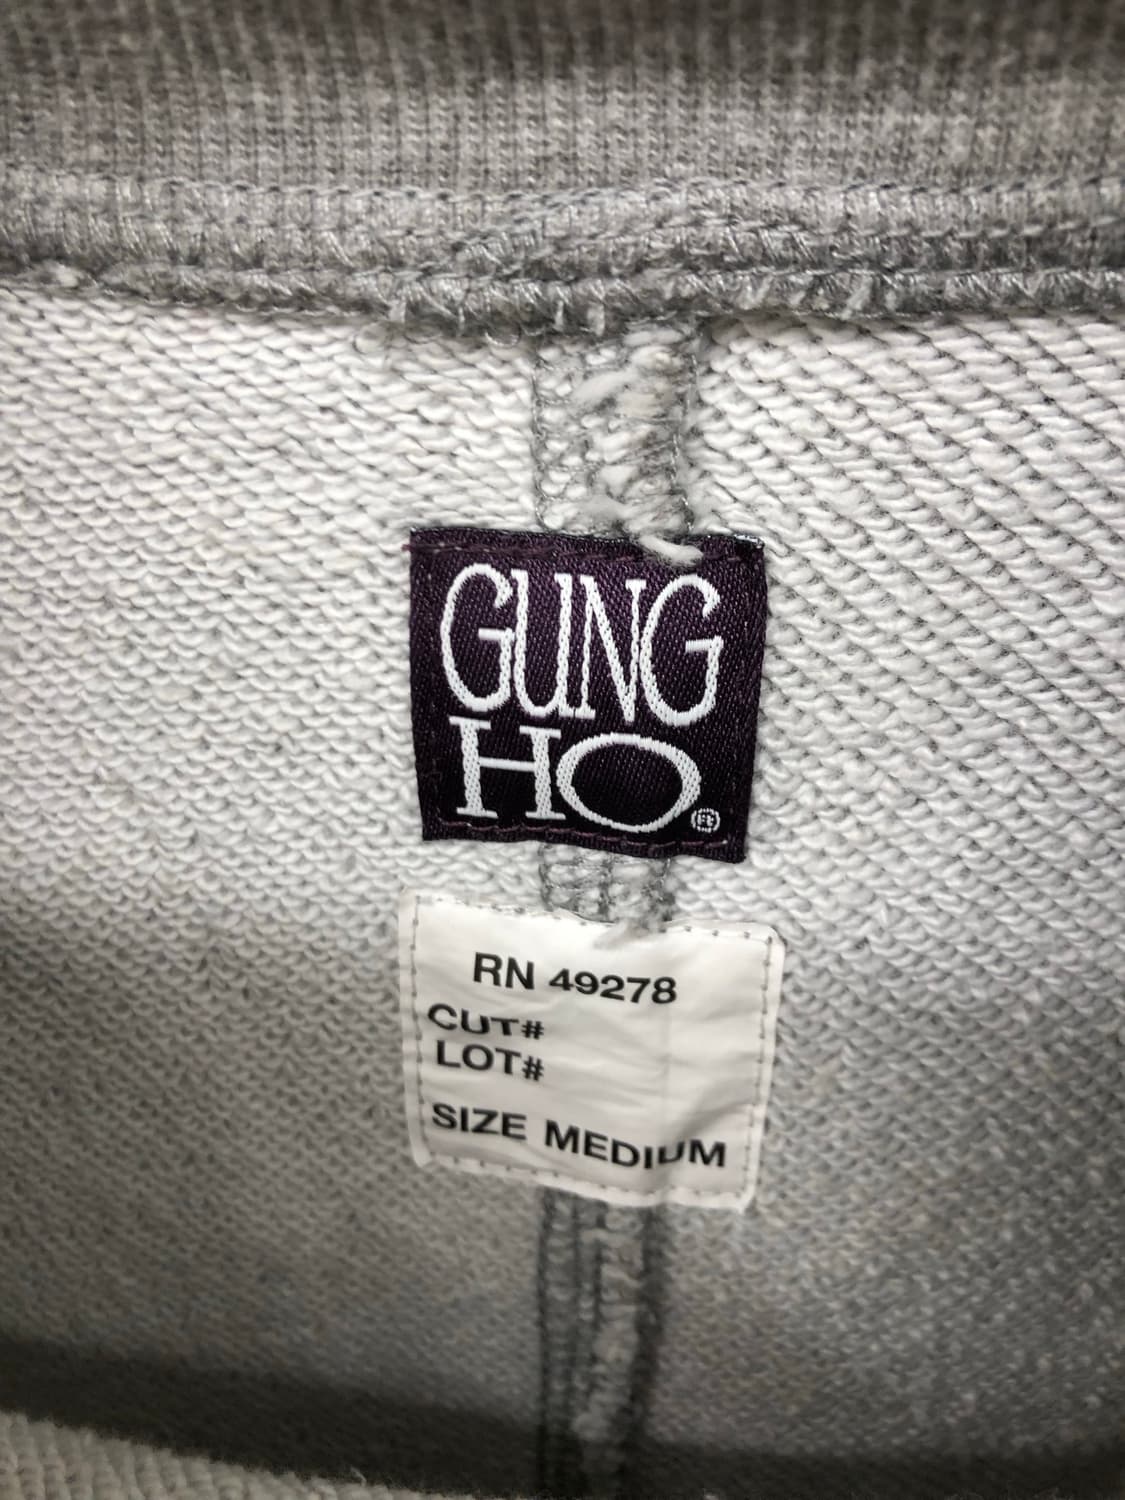 GUNG
HO®
RN 49278
CUT#
LOT#
SIZE MEDIUM